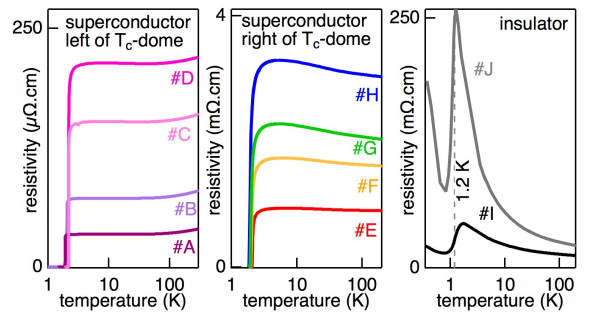 superconductor
left of Tc-dome
250
resistivity (µΩ.cm)
#D
#C
#B
#A
0
1 10 100
temperature (K)
superconductor
right of Tc-dome
4
resistivity (mΩ.cm)
#H
#G
#F
#E
0
1 10 100
temperature (K)
insulator
250
resistivity (mΩ.cm)
#J
1.2 K
#I
0
1 10 100
temperature (K)